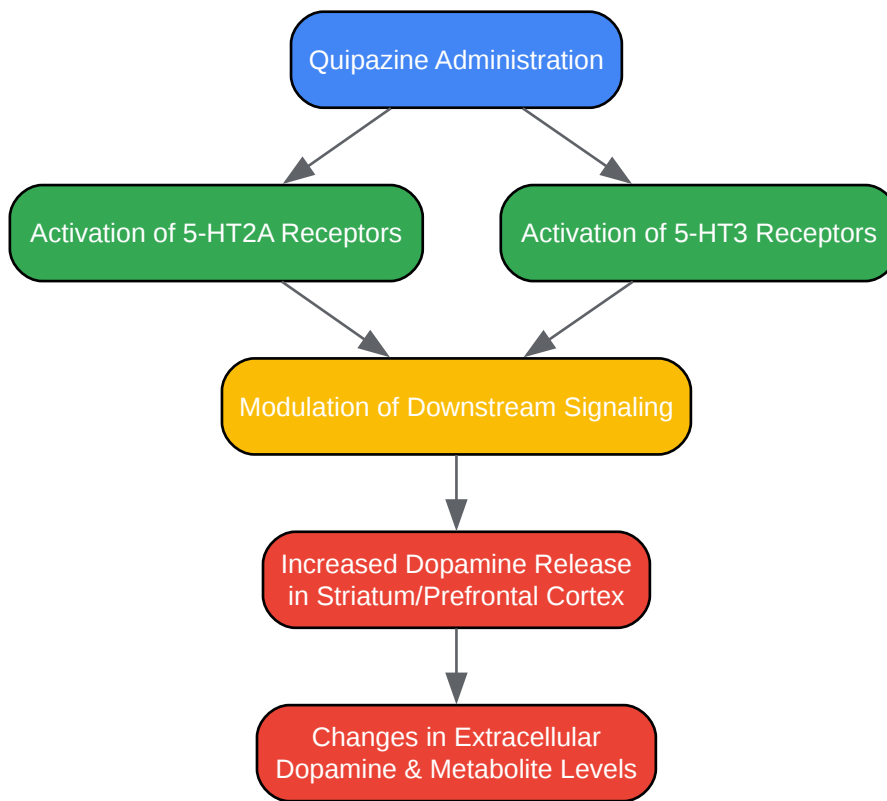 Quipazine Administration
Activation of 5-HT2A Receptors
Activation of 5-HT3 Receptors
Modulation of Downstream Signaling
Increased Dopamine Release
in Striatum/Prefrontal Cortex
Changes in Extracellular
Dopamine & Metabolite Levels